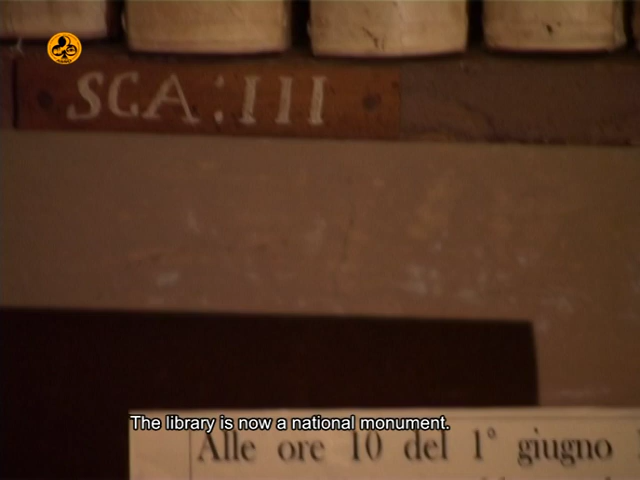 SCA:III
The library is now a national monument.
Alle ore 10 del 1° giugno